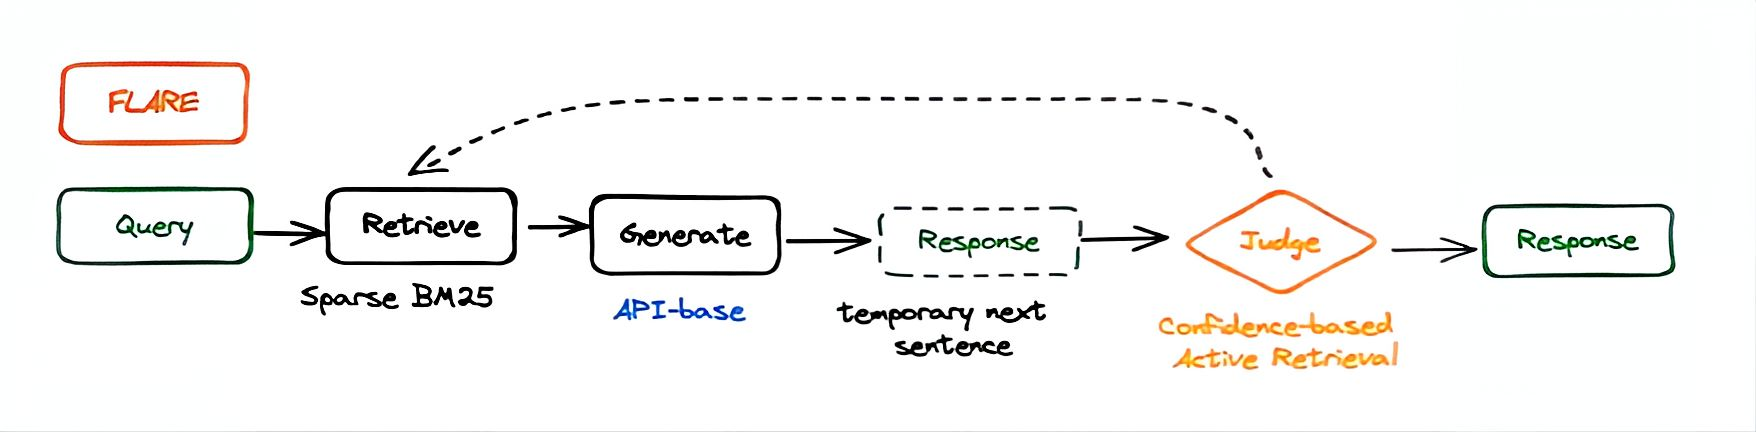 FLARE
Query
Retrieve
Generate
Response
Judge
Response
Sparse BM25
API-base
temporary next
sentence
Confidence-based
Active Retrieval